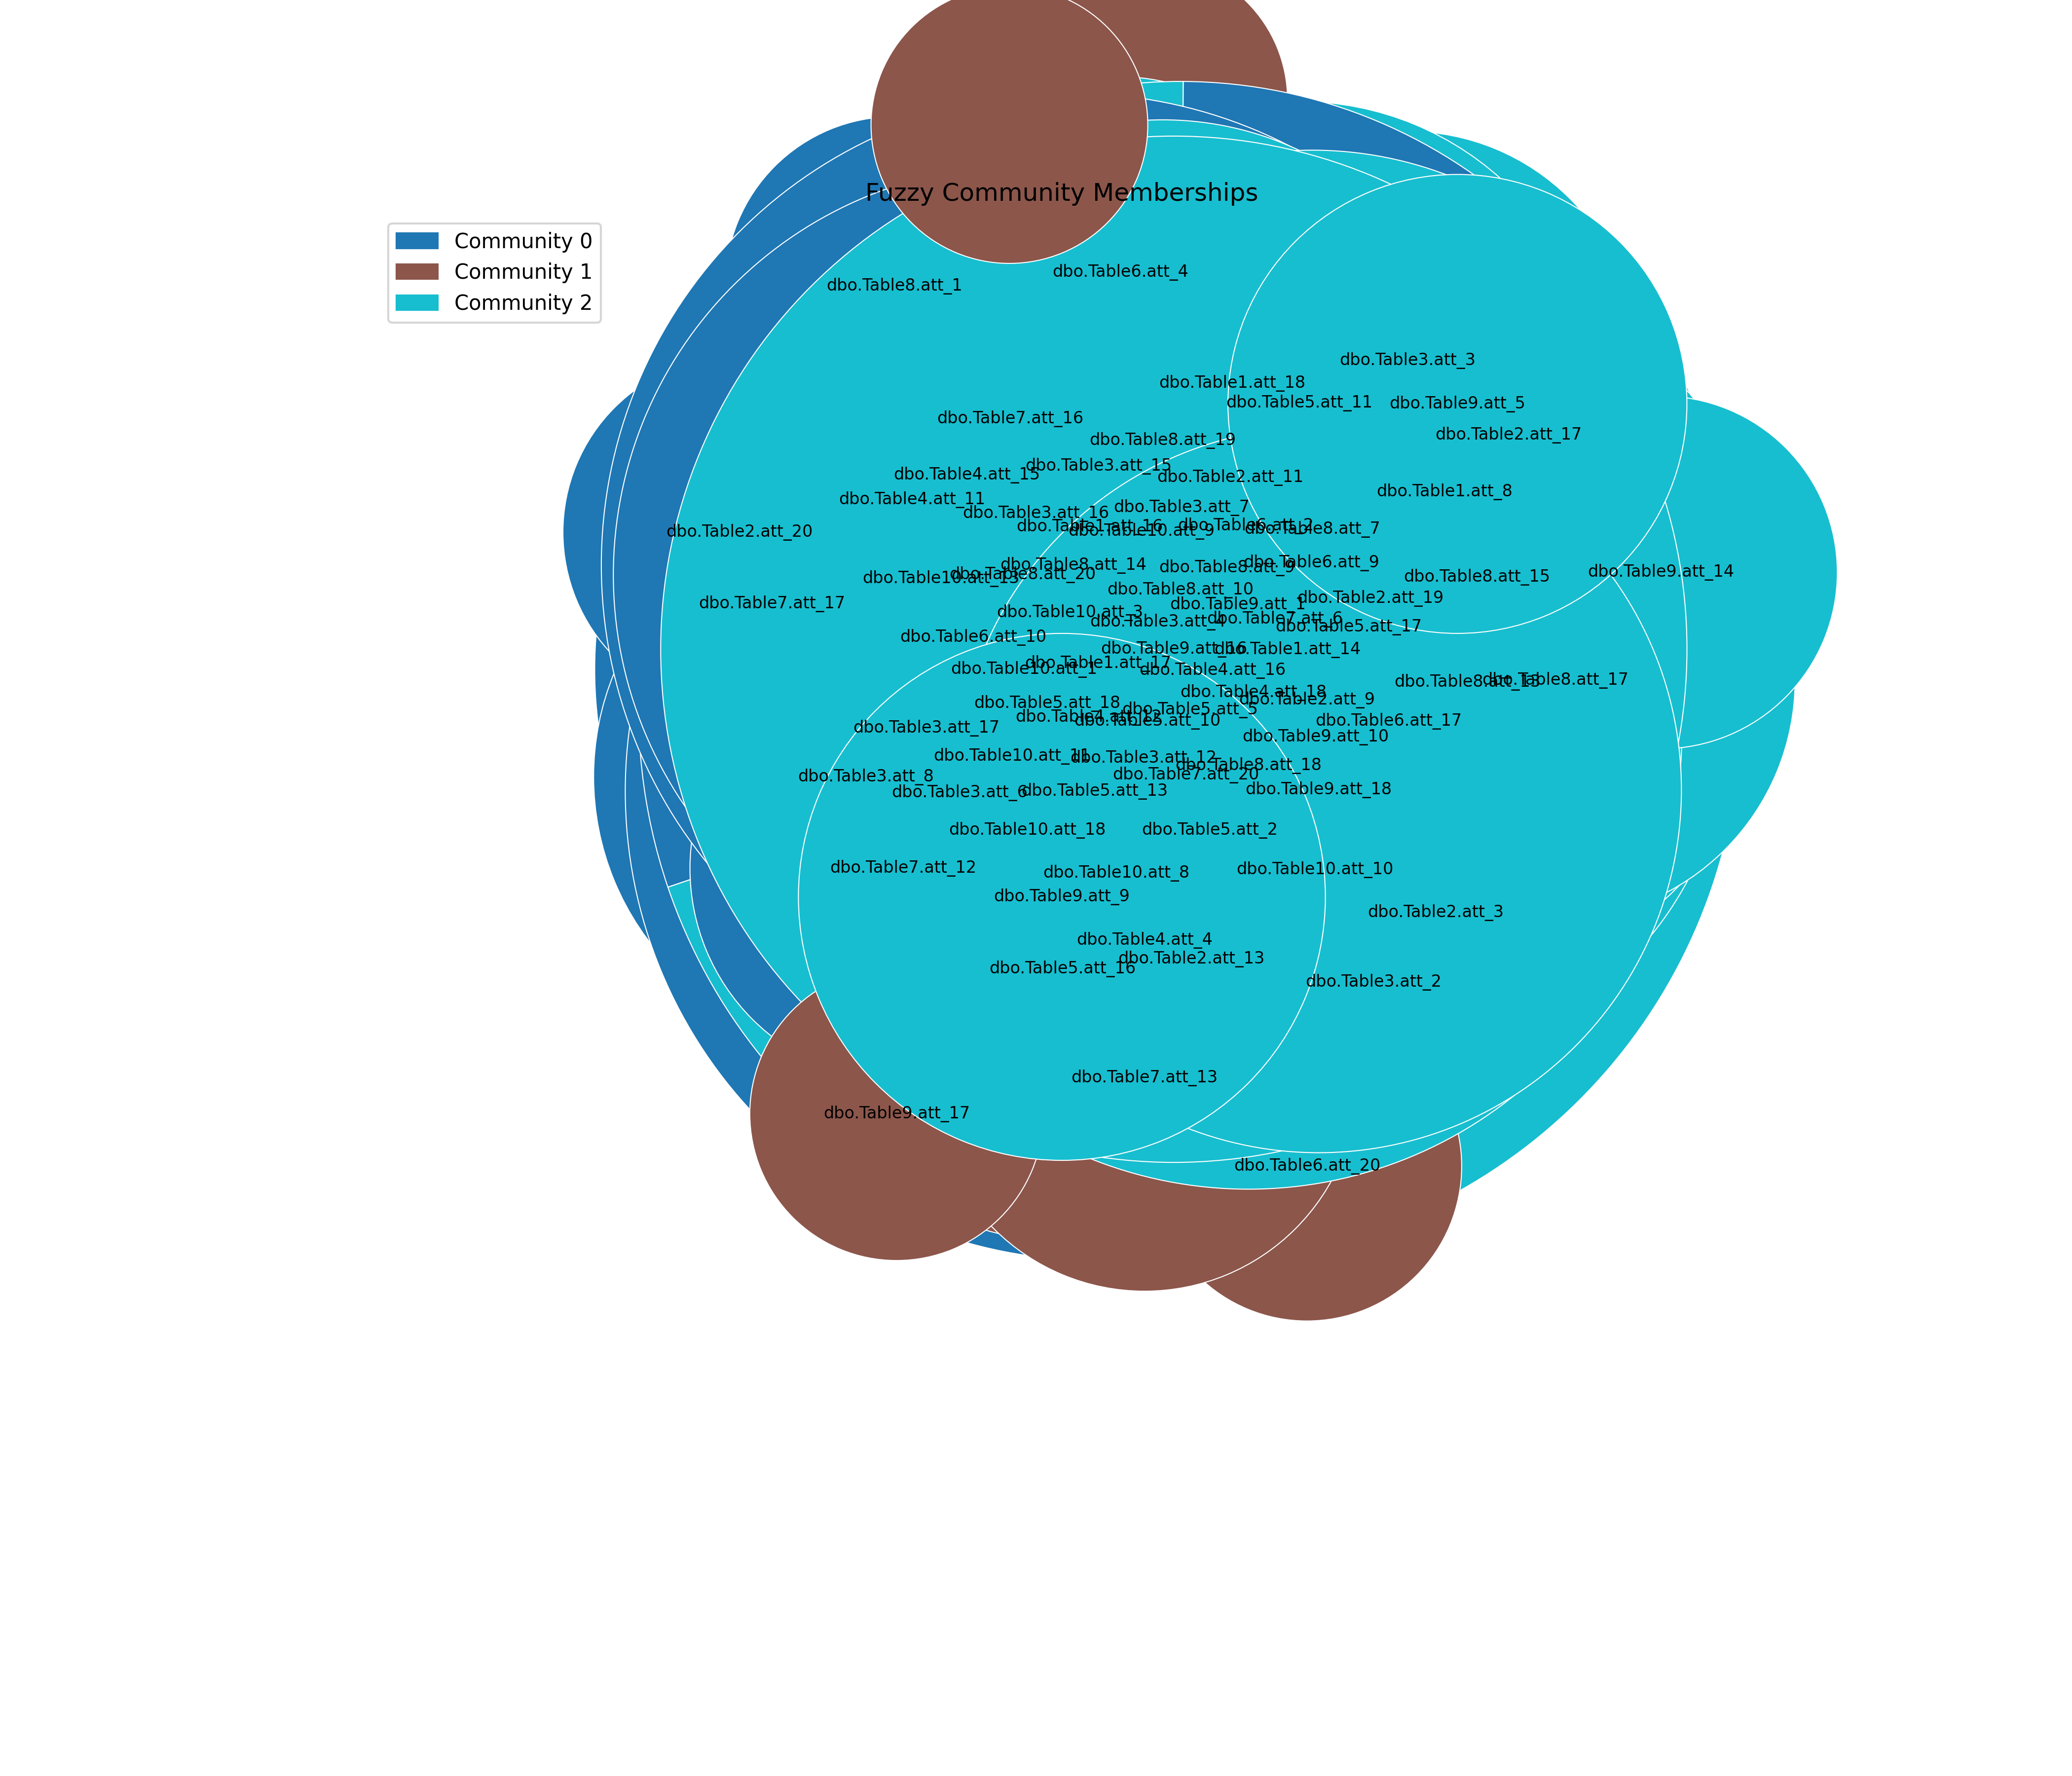 Fuzzy Community Memberships
Community 0
Community 1
Community 2
dbo.Table6.att_4
dbo.Table8.att_1
dbo.Table3.att_3
dbo.Table1.att_18
dbo.Table5.att_11
dbo.Table9.att_5
dbo.Table7.att_16
dbo.Table2.att_17
dbo.Table8.att_19
dbo.Table3.att_15
dbo.Table4.att_15
dbo.Table2.att_11
dbo.Table1.att_8
dbo.Table4.att_11
dbo.Table3.att_7
dbo.Table3.att_16
dbo.Table1.att_16
dbo.Table6.att_2
dbo.Table8.att_7
dbo.Table10.att_9
dbo.Table2.att_20
dbo.Table6.att_9
dbo.Table8.att_14
dbo.Table8.att_9
dbo.Table9.att_14
dbo.Table8.att_20
dbo.Table8.att_15
dbo.Table10.att_13
dbo.Table8.att_10
dbo.Table2.att_19
dbo.Table7.att_17
dbo.Table9.att_1
dbo.Table10.att_3
dbo.Table7.att_6
dbo.Table3.att_4
dbo.Table5.att_17
dbo.Table6.att_10
dbo.Table9.att_16
dbo.Table1.att_14
dbo.Table1.att_17
dbo.Table10.att_1
dbo.Table4.att_16
dbo.Table8.att_17
dbo.Table8.att_13
dbo.Table4.att_18
dbo.Table2.att_9
dbo.Table5.att_18
dbo.Table5.att_5
dbo.Table4.att_12
dbo.Table5.att_10
dbo.Table6.att_17
dbo.Table3.att_17
dbo.Table9.att_10
dbo.Table10.att_11
dbo.Table3.att_12
dbo.Table8.att_18
dbo.Table7.att_20
dbo.Table3.att_8
dbo.Table9.att_18
dbo.Table5.att_13
dbo.Table3.att_6
dbo.Table10.att_18
dbo.Table5.att_2
dbo.Table7.att_12
dbo.Table10.att_10
dbo.Table10.att_8
dbo.Table9.att_9
dbo.Table2.att_3
dbo.Table4.att_4
dbo.Table2.att_13
dbo.Table5.att_16
dbo.Table3.att_2
dbo.Table7.att_13
dbo.Table9.att_17
dbo.Table6.att_20